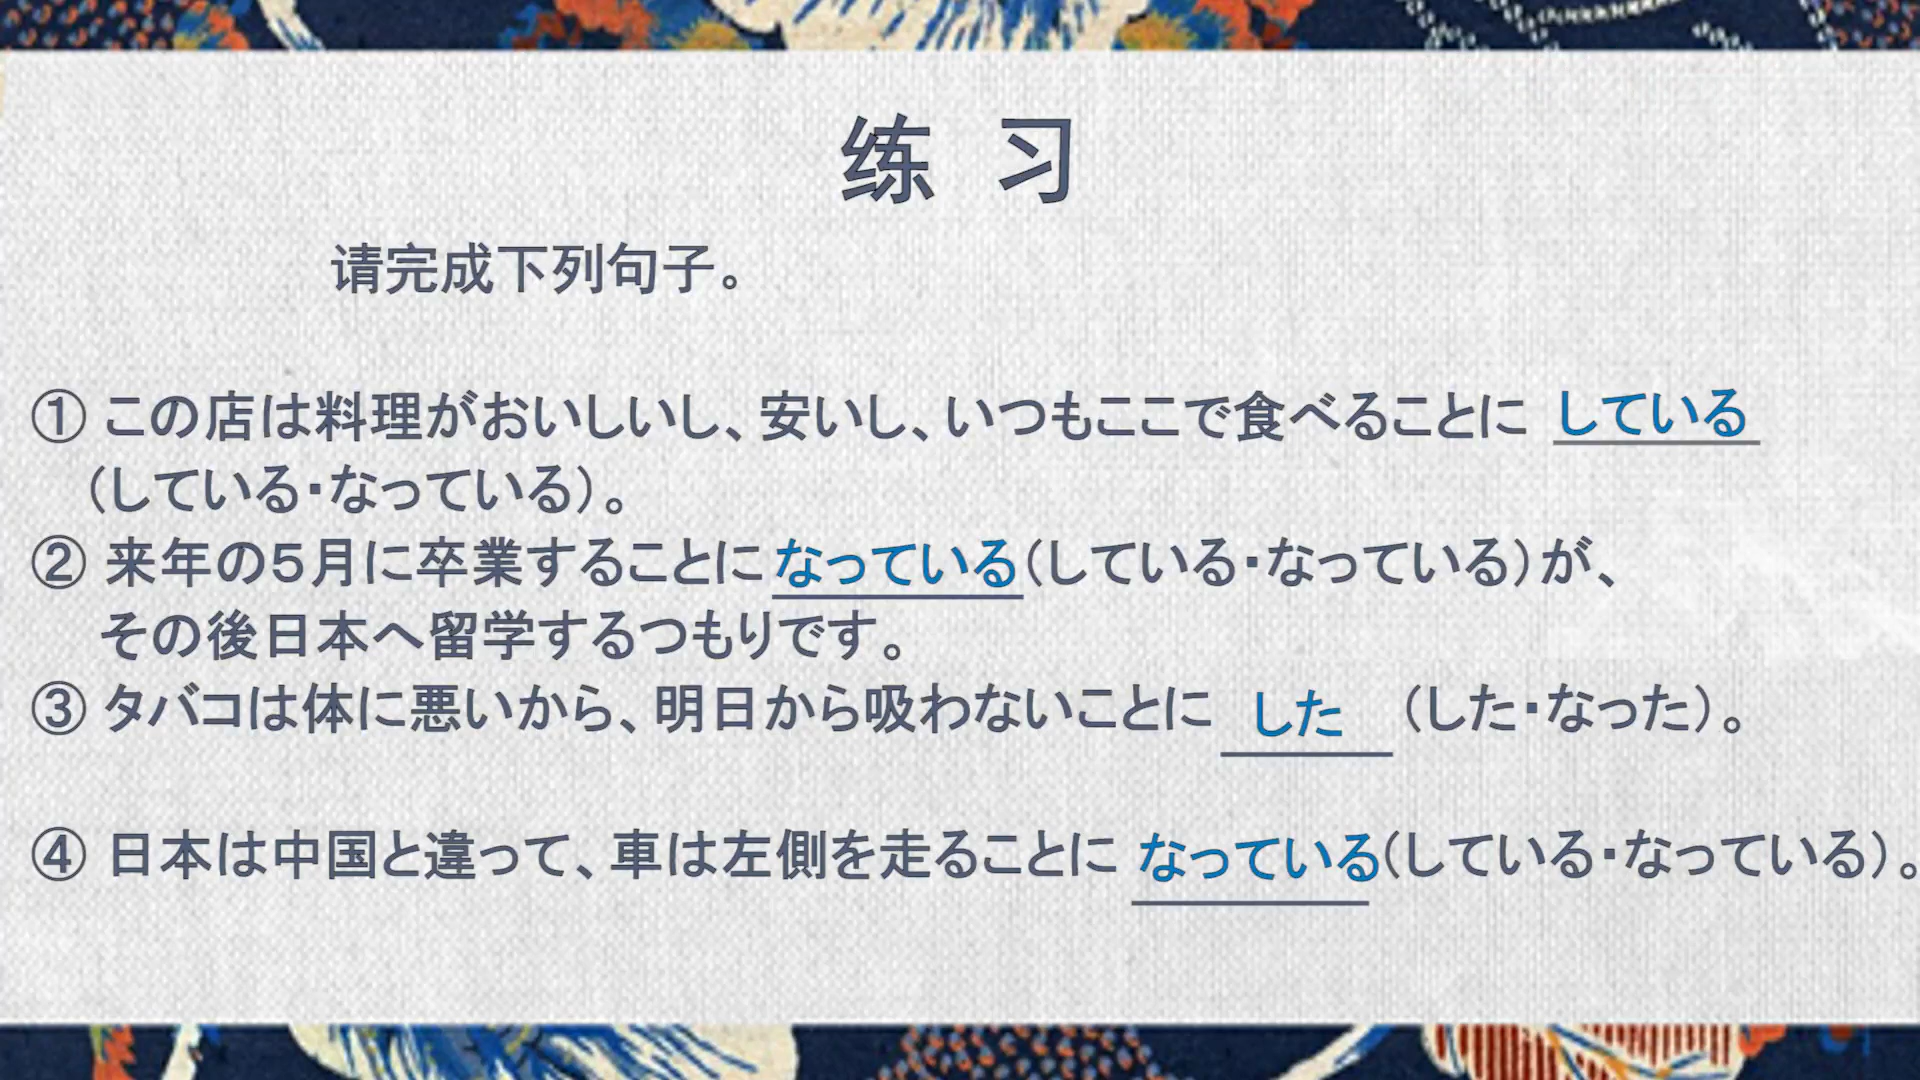 练 习
请完成下列句子。
① この店は料理がおいしいし、安いし、いつもここで食べることに している
(している・なっている)。
② 来年の５月に卒業することになっている(している・なっている)が、
その後日本へ留学するつもりです。
③ タバコは体に悪いから、明日から吸わないことに した (した・なった)。
④ 日本は中国と違って、車は左側を走ることに なっている(している・なっている)。